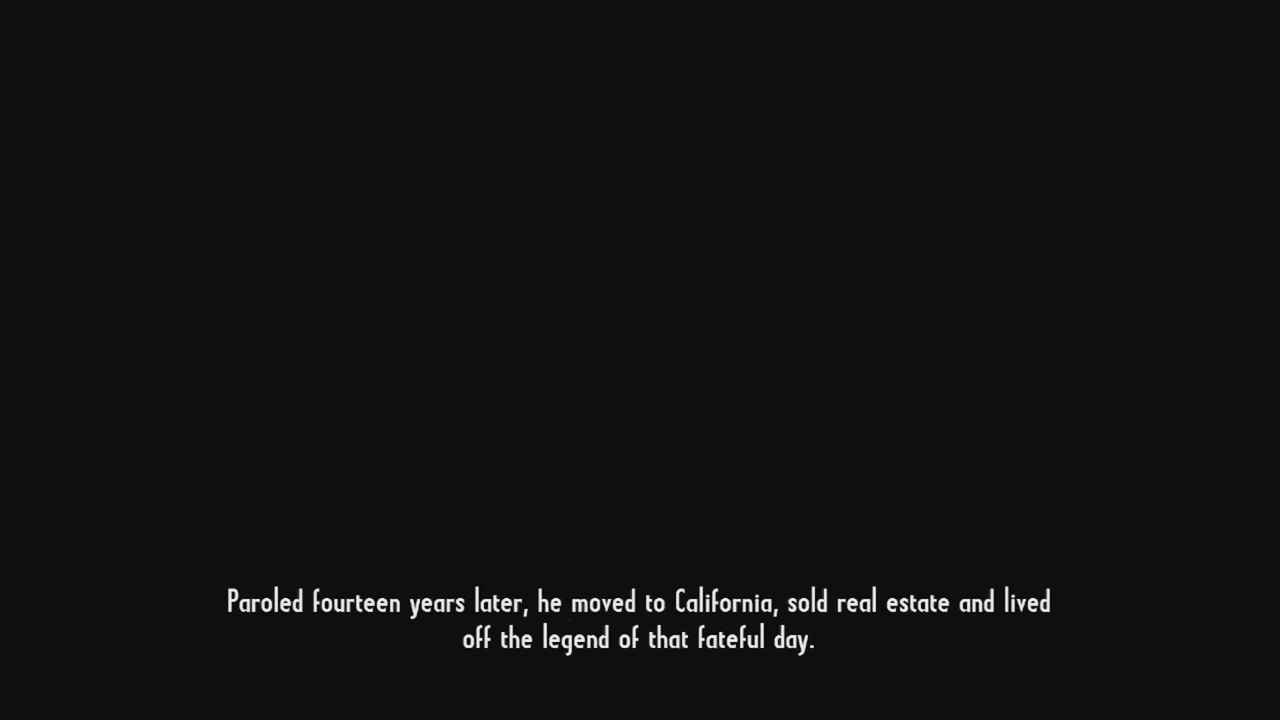 Paroled fourteen years later, he moved to California, sold real estate and lived
off the legend of that fateful day.